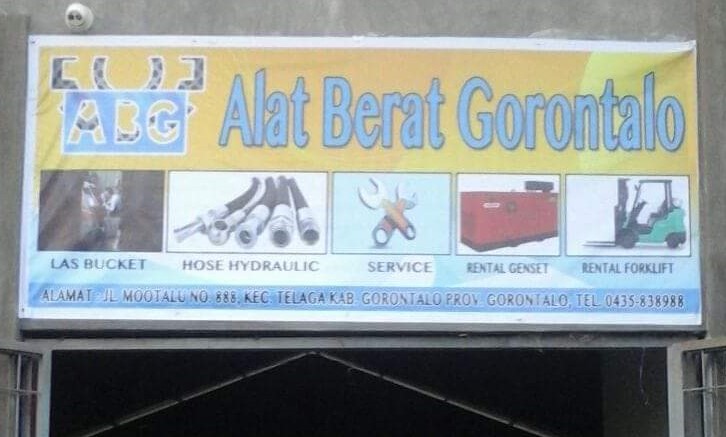 ABG
Alat Berat Gorontalo
LAS BUCKET
HOSE HYDRAULIC
SERVICE
RENTAL GENSET
RENTAL FORKLIFT
ALAMAT : JL. MOOTALU NO. 888, KEC. TELAGA KAB. GORONTALO PROV. GORONTALO, TEL. 0435-838988